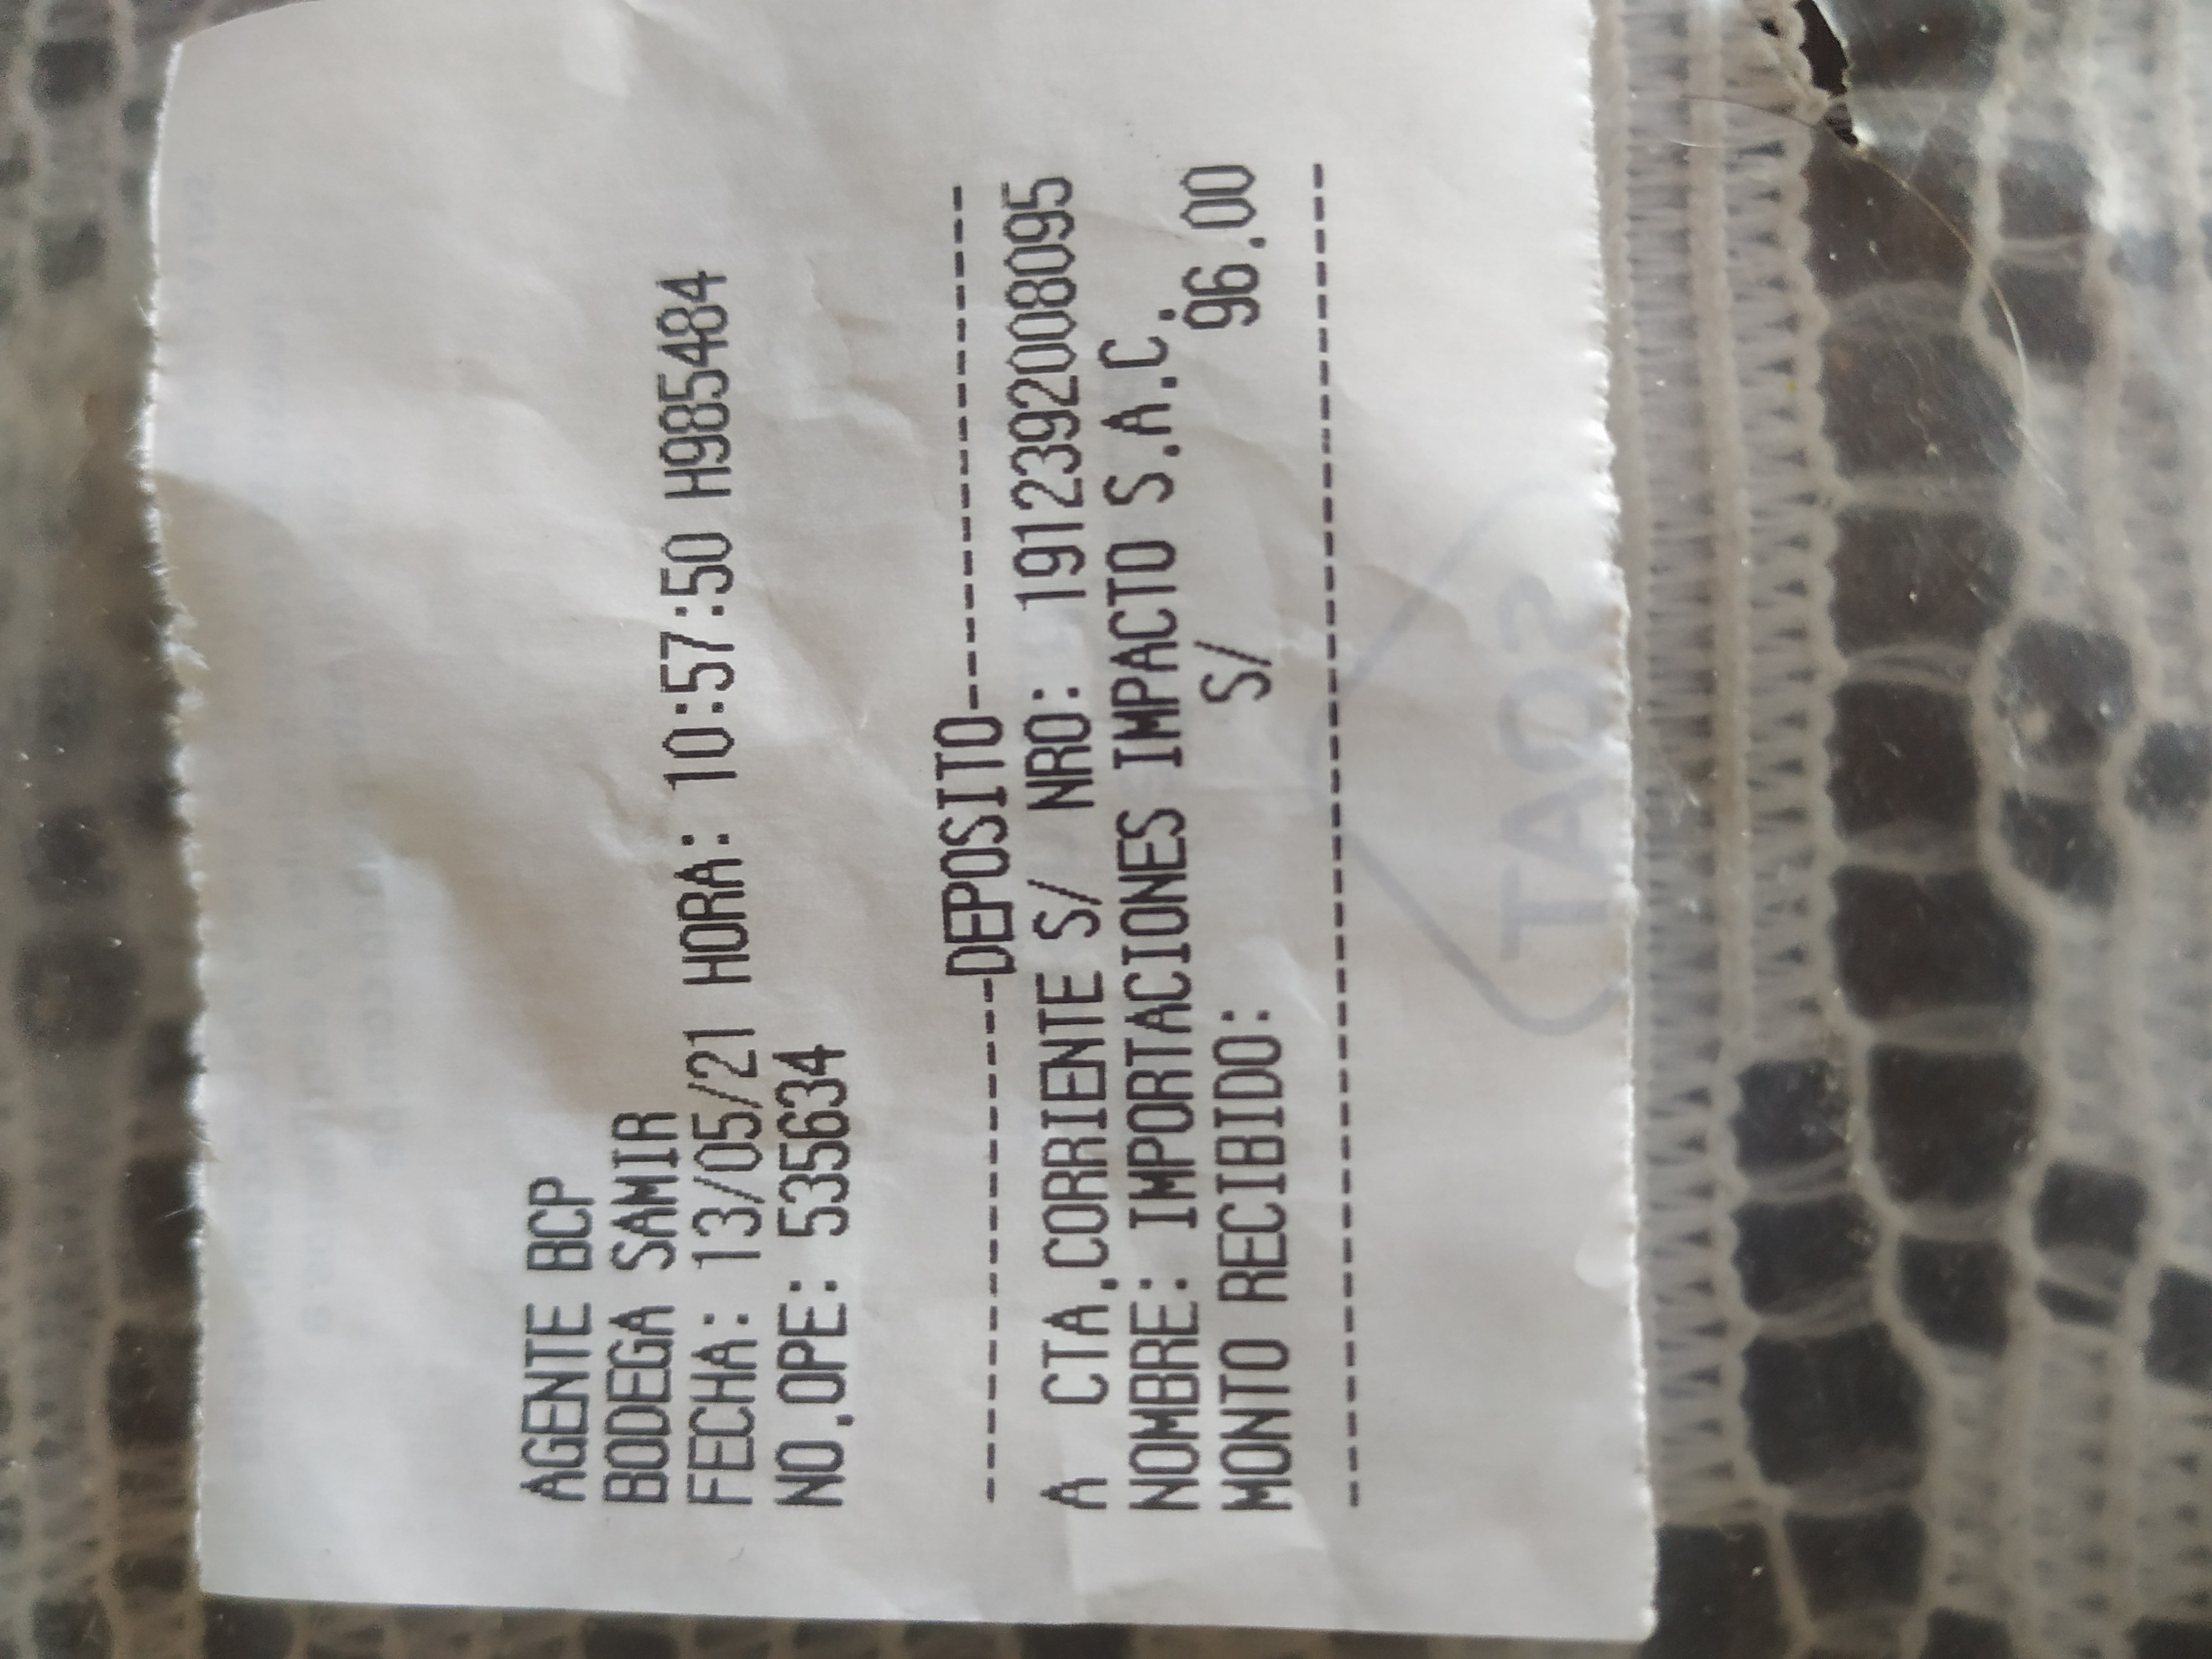 AGENTE BCP
BODEGA SAMIR
FECHA: 13/05/21 HORA: 10:57:50 H985484
NO.OPE: 535634
---------------DEPOSITO---------------
A CTA.CORRIENTE S/ NRO: 1912392008095
NOMBRE: IMPORTACIONES IMPACTO S.A.C.
MONTO RECIBIDO: S/ 96.00
----------------------------------------
SOAT